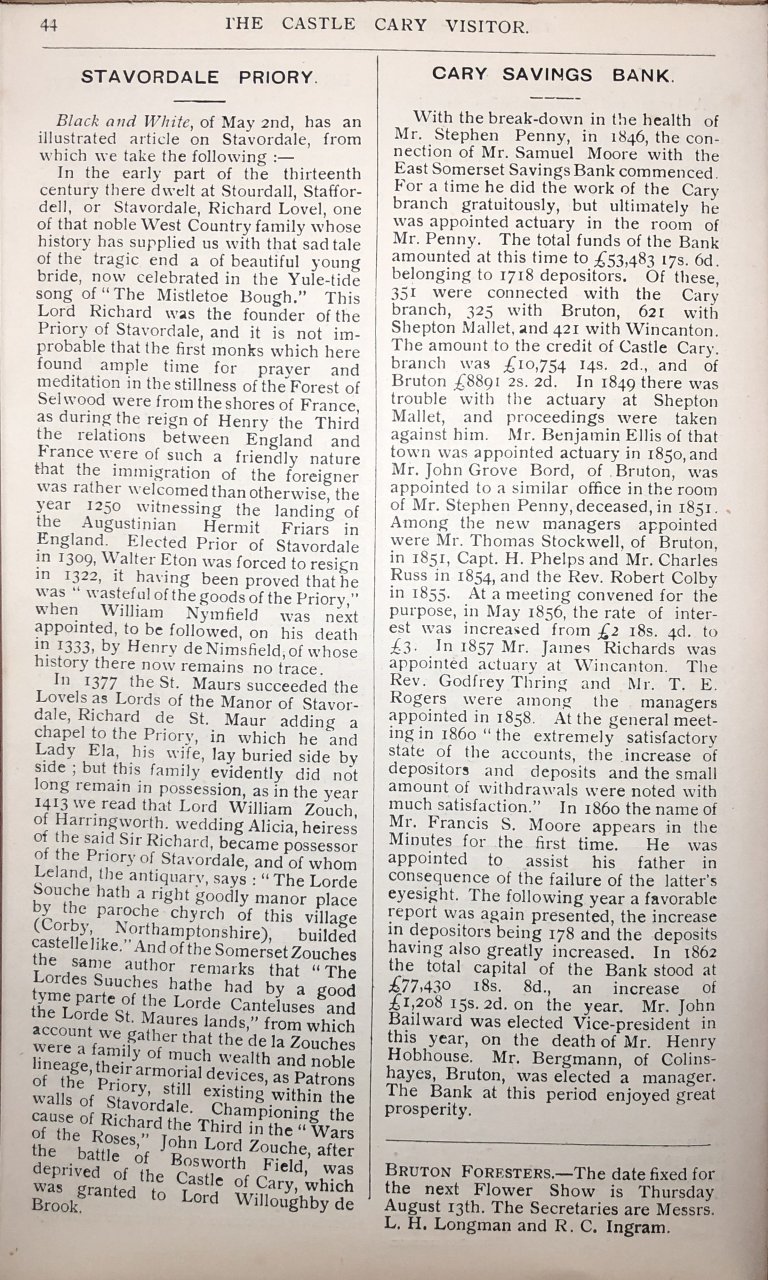 44
THE CASTLE CARY VISITOR.
STAVORDALE PRIORY.
Black and White, of May 2nd, has an
illustrated article on Stavordale, from
which we take the following :—
In the early part of the thirteenth
century there dwelt at Stourdall, Staffor-
dell, or Stavordale, Richard Lovel, one
of that noble West Country family whose
history has supplied us with that sad tale
of the tragic end a of beautiful young
bride, now celebrated in the Yule-tide
song of "The Mistletoe Bough." This
Lord Richard was the founder of the
Priory of Stavordale, and it is not im-
probable that the first monks which here
found ample time for prayer and
meditation in the stillness of the Forest of
Selwood were from the shores of France,
as during the reign of Henry the Third
the relations between England and
France were of such a friendly nature
that the immigration of the foreigner
was rather welcomed than otherwise, the
year 1250 witnessing the landing of
the Augustinian Hermit Friars in
England. Elected Prior of Stavordale
in 1309, Walter Eton was forced to resign
in 1322, it having been proved that he
was " wasteful of the goods of the Priory,"
when William Nymfield was next
appointed, to be followed, on his death
in 1333, by Henry de Nimsfield, of whose
history there now remains no trace.
In 1377 the St. Maurs succeeded the
Lovels as Lords of the Manor of Stavor-
dale, Richard de St. Maur adding a
chapel to the Priory, in which he and
Lady Ela, his wife, lay buried side by
side ; but this family evidently did not
long remain in possession, as in the year
1413 we read that Lord William Zouch,
of Harringworth. wedding Alicia, heiress
of the said Sir Richard, became possessor
of the Priory of Stavordale, and of whom
Leland, the antiquary, says : " The Lorde
Souche hath a right goodly manor place
by the paroche chyrch of this village
(Corby, Northamptonshire), builded
castelle like." And of the Somerset Zouches
the same author remarks that "The
Lordes Suuches hathe had by a good
tyme parte of the Lorde Canteluses and
the Lorde St. Maures lands," from which
account we gather that the de la Zouches
were a family of much wealth and noble
lineage, their armorial devices, as Patrons
of the Priory, still existing within the
walls of Stavordale. Championing the
cause of Richard the Third in the "Wars
of the Roses," John Lord Zouche, after
the battle of Bosworth Field, was
deprived of the Castle of Cary, which
was granted to Lord Willoughby de
Brook.
CARY SAVINGS BANK.
With the break-down in the health of
Mr. Stephen Penny, in 1846, the con-
nection of Mr. Samuel Moore with the
East Somerset Savings Bank commenced.
For a time he did the work of the Cary
branch gratuitously, but ultimately he
was appointed actuary in the room of
Mr. Penny. The total funds of the Bank
amounted at this time to £53,483 17s. 6d.
belonging to 1718 depositors. Of these,
351 were connected with the Cary
branch, 325 with Bruton, 621 with
Shepton Mallet, and 421 with Wincanton.
The amount to the credit of Castle Cary.
branch was £10,754 14s. 2d., and of
Bruton £8891 2s. 2d. In 1849 there was
trouble with the actuary at Shepton
Mallet, and proceedings were taken
against him. Mr. Benjamin Ellis of that
town was appointed actuary in 1850, and
Mr. John Grove Bord, of Bruton, was
appointed to a similar office in the room
of Mr. Stephen Penny, deceased, in 1851.
Among the new managers appointed
were Mr. Thomas Stockwell, of Bruton,
in 1851, Capt. H. Phelps and Mr. Charles
Russ in 1854, and the Rev. Robert Colby
in 1855. At a meeting convened for the
purpose, in May 1856, the rate of inter-
est was increased from £2 18s. 4d. to
£3. In 1857 Mr. James Richards was
appointed actuary at Wincanton. The
Rev. Godfrey Thring and Mr. T. E.
Rogers were among the managers
appointed in 1858. At the general meet-
ing in 1860 " the extremely satisfactory
state of the accounts, the increase of
depositors and deposits and the small
amount of withdrawals were noted with
much satisfaction." In 1860 the name of
Mr. Francis S. Moore appears in the
Minutes for the first time. He was
appointed to assist his father in
consequence of the failure of the latter's
eyesight. The following year a favorable
report was again presented, the increase
in depositors being 178 and the deposits
having also greatly increased. In 1862
the total capital of the Bank stood at
£77,430 18s. 8d., an increase of
£1,208 15s. 2d. on the year. Mr. John
Bailward was elected Vice-president in
this year, on the death of Mr. Henry
Hobhouse. Mr. Bergmann, of Colins-
hayes, Bruton, was elected a manager.
The Bank at this period enjoyed great
prosperity.
BRUTON FORESTERS.—The date fixed for
the next Flower Show is Thursday
August 13th. The Secretaries are Messrs.
L. H. Longman and R. C. Ingram.